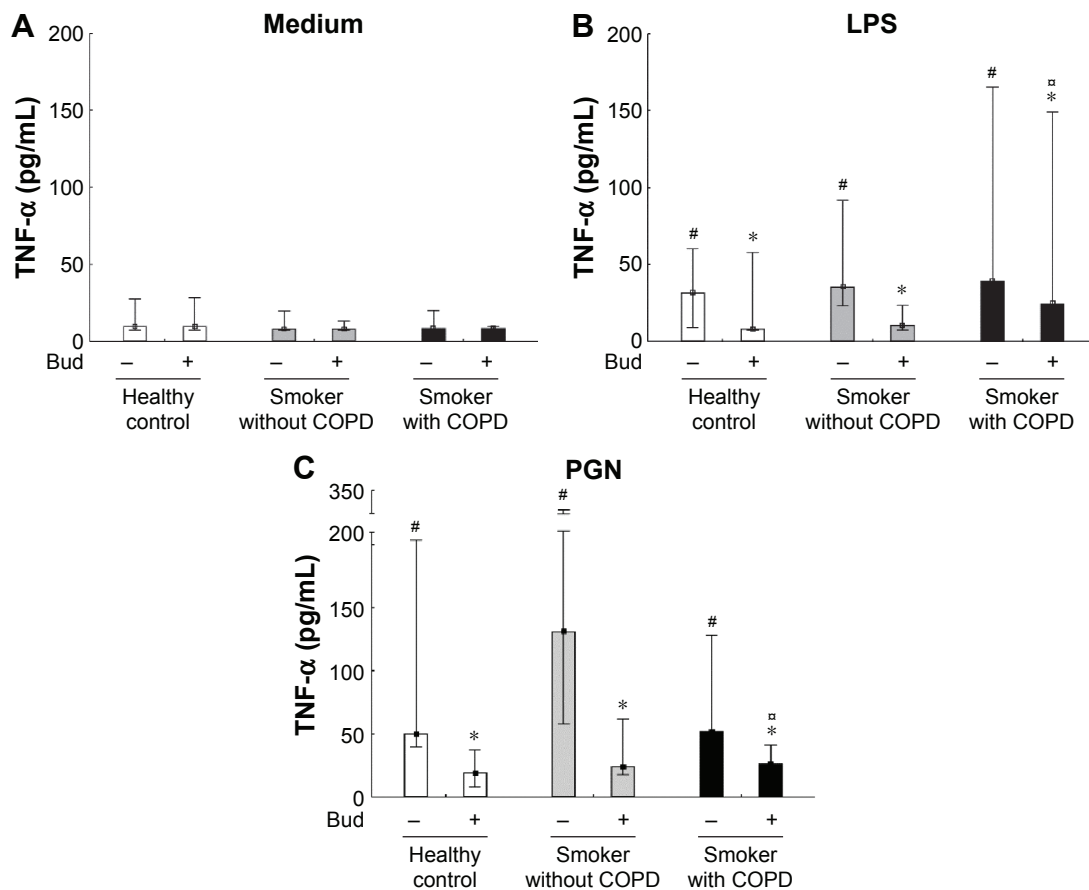 A Medium
200
150
100
50
0
TNF-α (pg/mL)
Bud – + – + – +
Healthy control
Smoker without COPD
Smoker with COPD
B LPS
200
150
100
50
0
TNF-α (pg/mL)
# * # * # ¤ *
Bud – + – + – +
Healthy control
Smoker without COPD
Smoker with COPD
C PGN
350
200
150
100
50
0
TNF-α (pg/mL)
# * # * # ¤ *
Bud – + – + – +
Healthy control
Smoker without COPD
Smoker with COPD